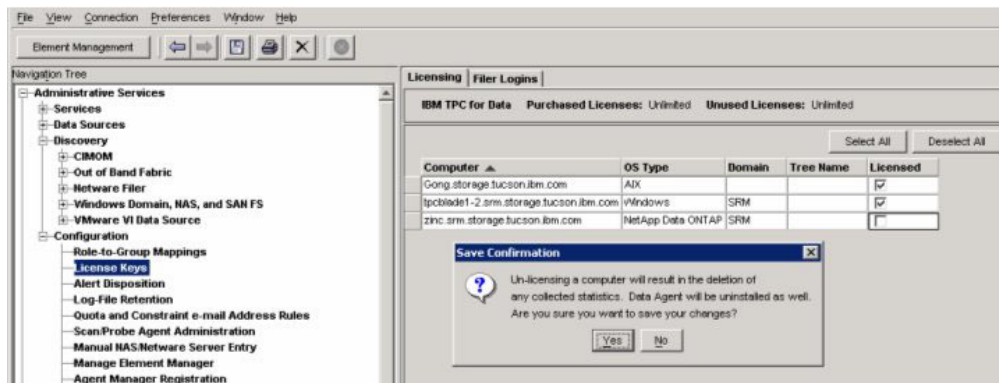 File View Connection Preferences Window Help
Element Management
Navigation Tree
Administrative Services
Services
Data Sources
Discovery
CIMOM
Out of Band Fabric
Netware Filer
Windows Domain, NAS, and SAN FS
VMware VI Data Source
Configuration
Role-to-Group Mappings
License Keys
Alert Disposition
Log-File Retention
Quota and Constraint e-mail Address Rules
Scan/Probe Agent Administration
Manual NAS/Netware Server Entry
Manage Element Manager
Agent Manager Registration
Licensing Filer Logins
IBM TPC for Data Purchased Licenses: Unlimited Unused Licenses: Unlimited
Select All Deselect All
Computer OS Type Domain Tree Name Licensed
Gong.storage.tucson.ibm.com AIX
tpcblade1-2.srm.storage.tucson.ibm.com Windows SRM
zinc.srm.storage.tucson.ibm.com NetApp Data ONTAP SRM
Save Confirmation
Un-licensing a computer will result in the deletion of
any collected statistics. Data Agent will be uninstalled as well.
Are you sure you want to save your changes?
Yes No